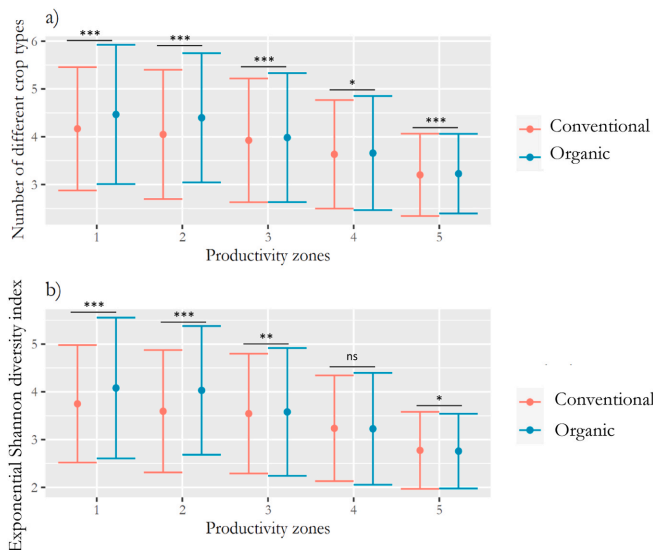 a)
Number of different crop types
6
5
4
3
*** *** *** * ***
1 2 3 4 5
Productivity zones
Conventional
Organic
b)
Exponential Shannon diversity index
5
4
3
2
*** *** ** ns *
1 2 3 4 5
Productivity zones
Conventional
Organic